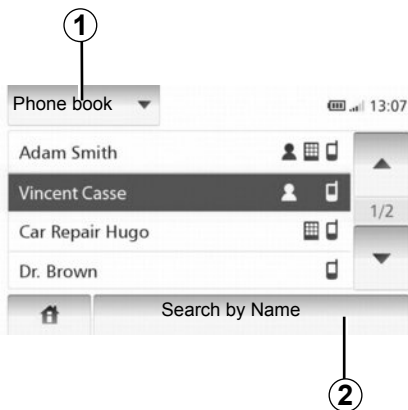 1
Phone book 13:07
Adam Smith
Vincent Casse
1/2
Car Repair Hugo
Dr. Brown
Search by Name
2